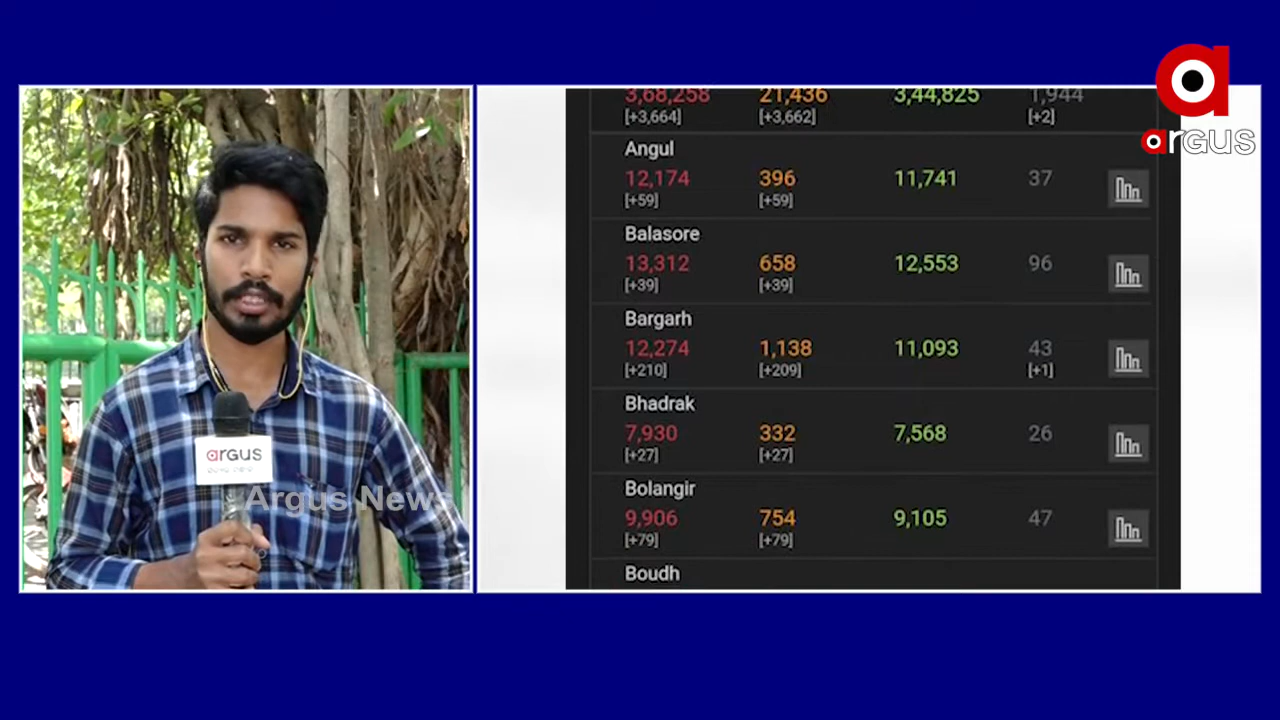 argus
3,68,258 21,436 3,44,825 1,944
[+3,664] [+3,662] [+2]
Angul
12,174 396 11,741 37
[+59] [+59]
Balasore
13,312 658 12,553 96
[+39] [+39]
Bargarh
12,274 1,138 11,093 43
[+210] [+209] [+1]
Bhadrak
7,930 332 7,568 26
[+27] [+27]
Bolangir
9,906 754 9,105 47
[+79] [+79]
Boudh
argus
Argus News